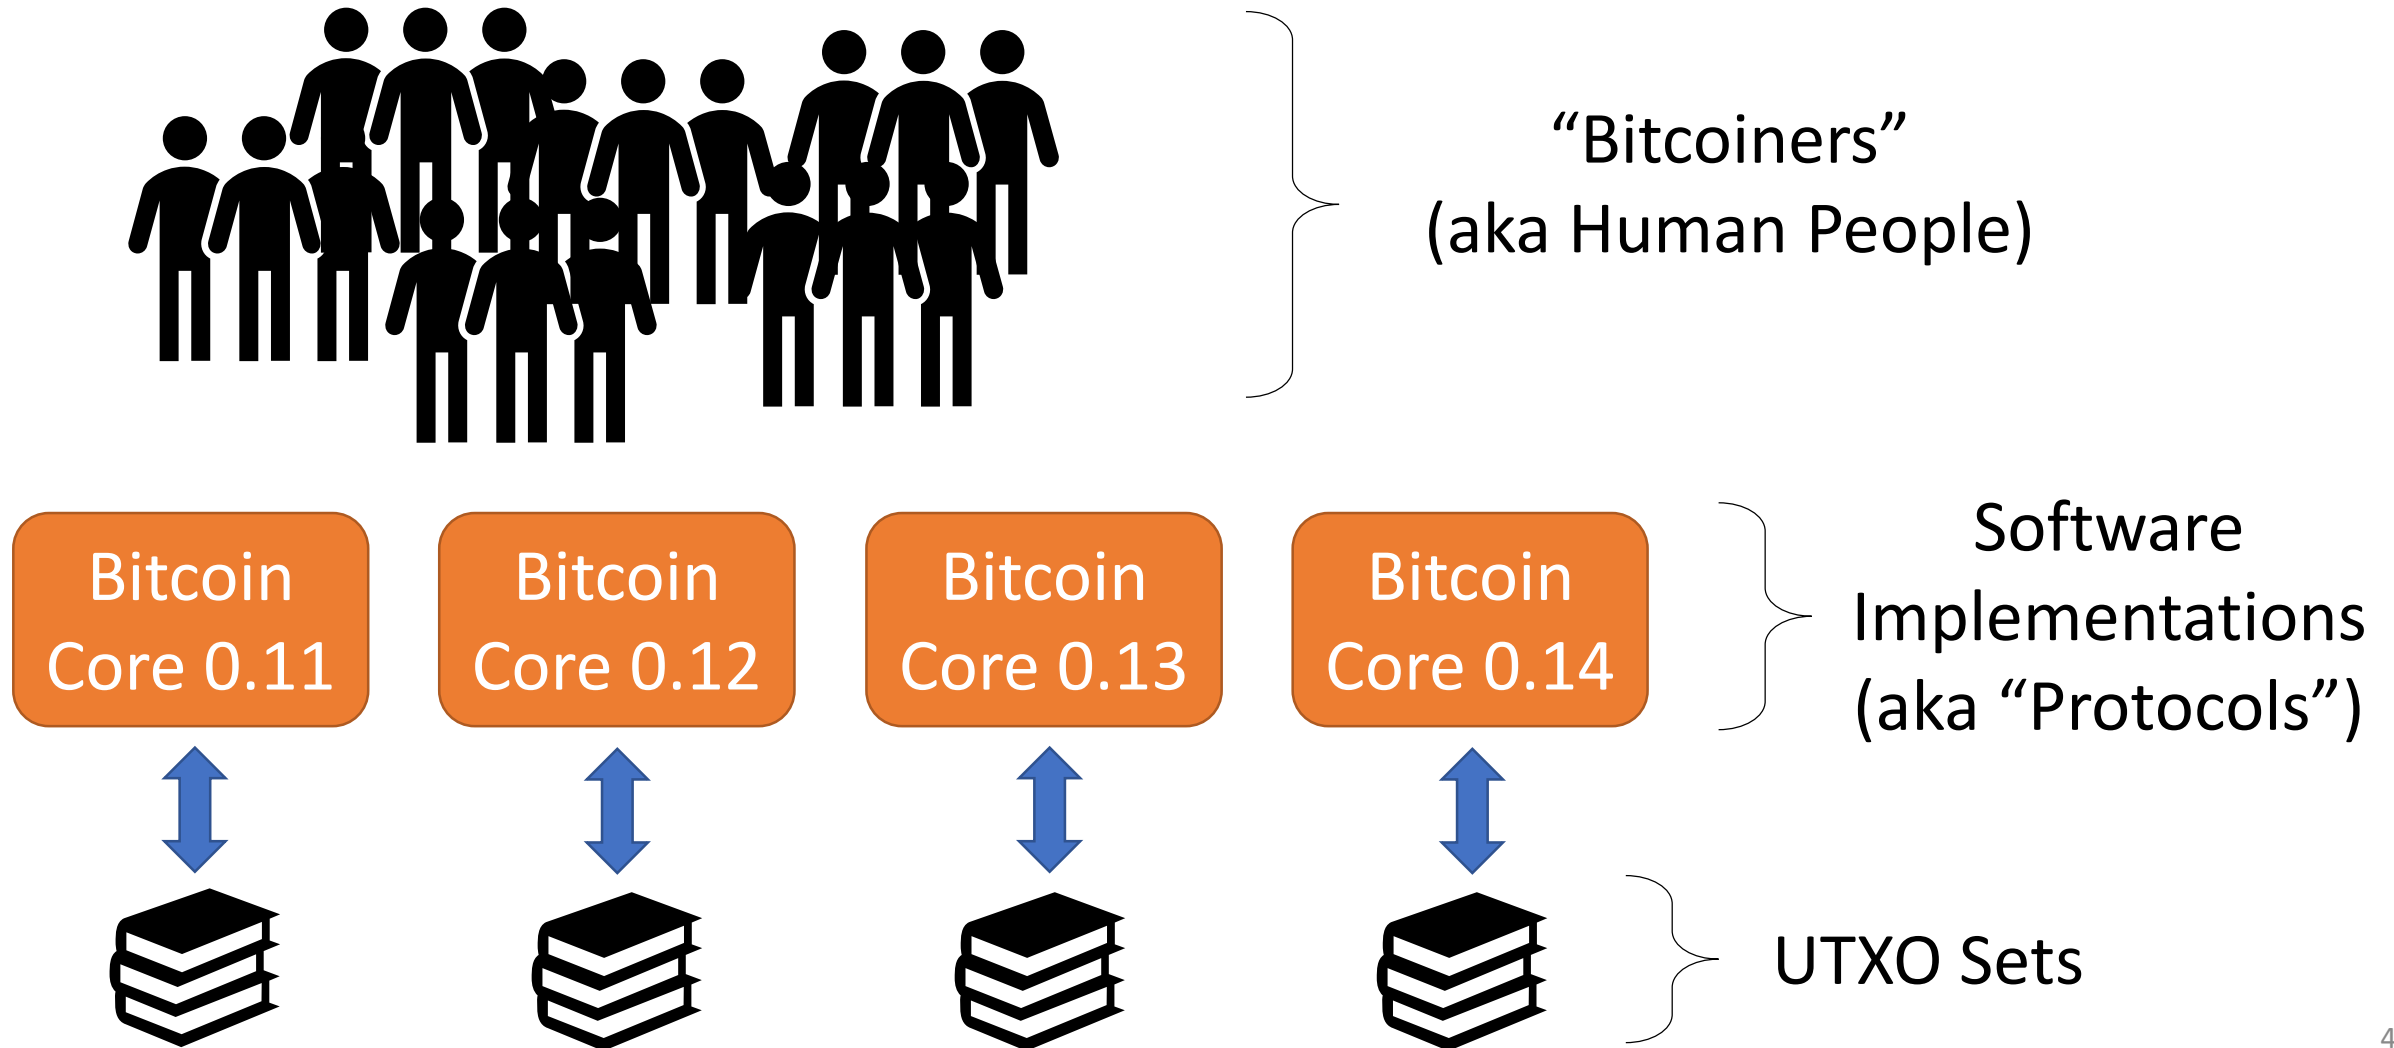 “Bitcoiners”
(aka Human People)
Bitcoin
Core 0.11
Bitcoin
Core 0.12
Bitcoin
Core 0.13
Bitcoin
Core 0.14
Software
Implementations
(aka “Protocols”)
UTXO Sets
4